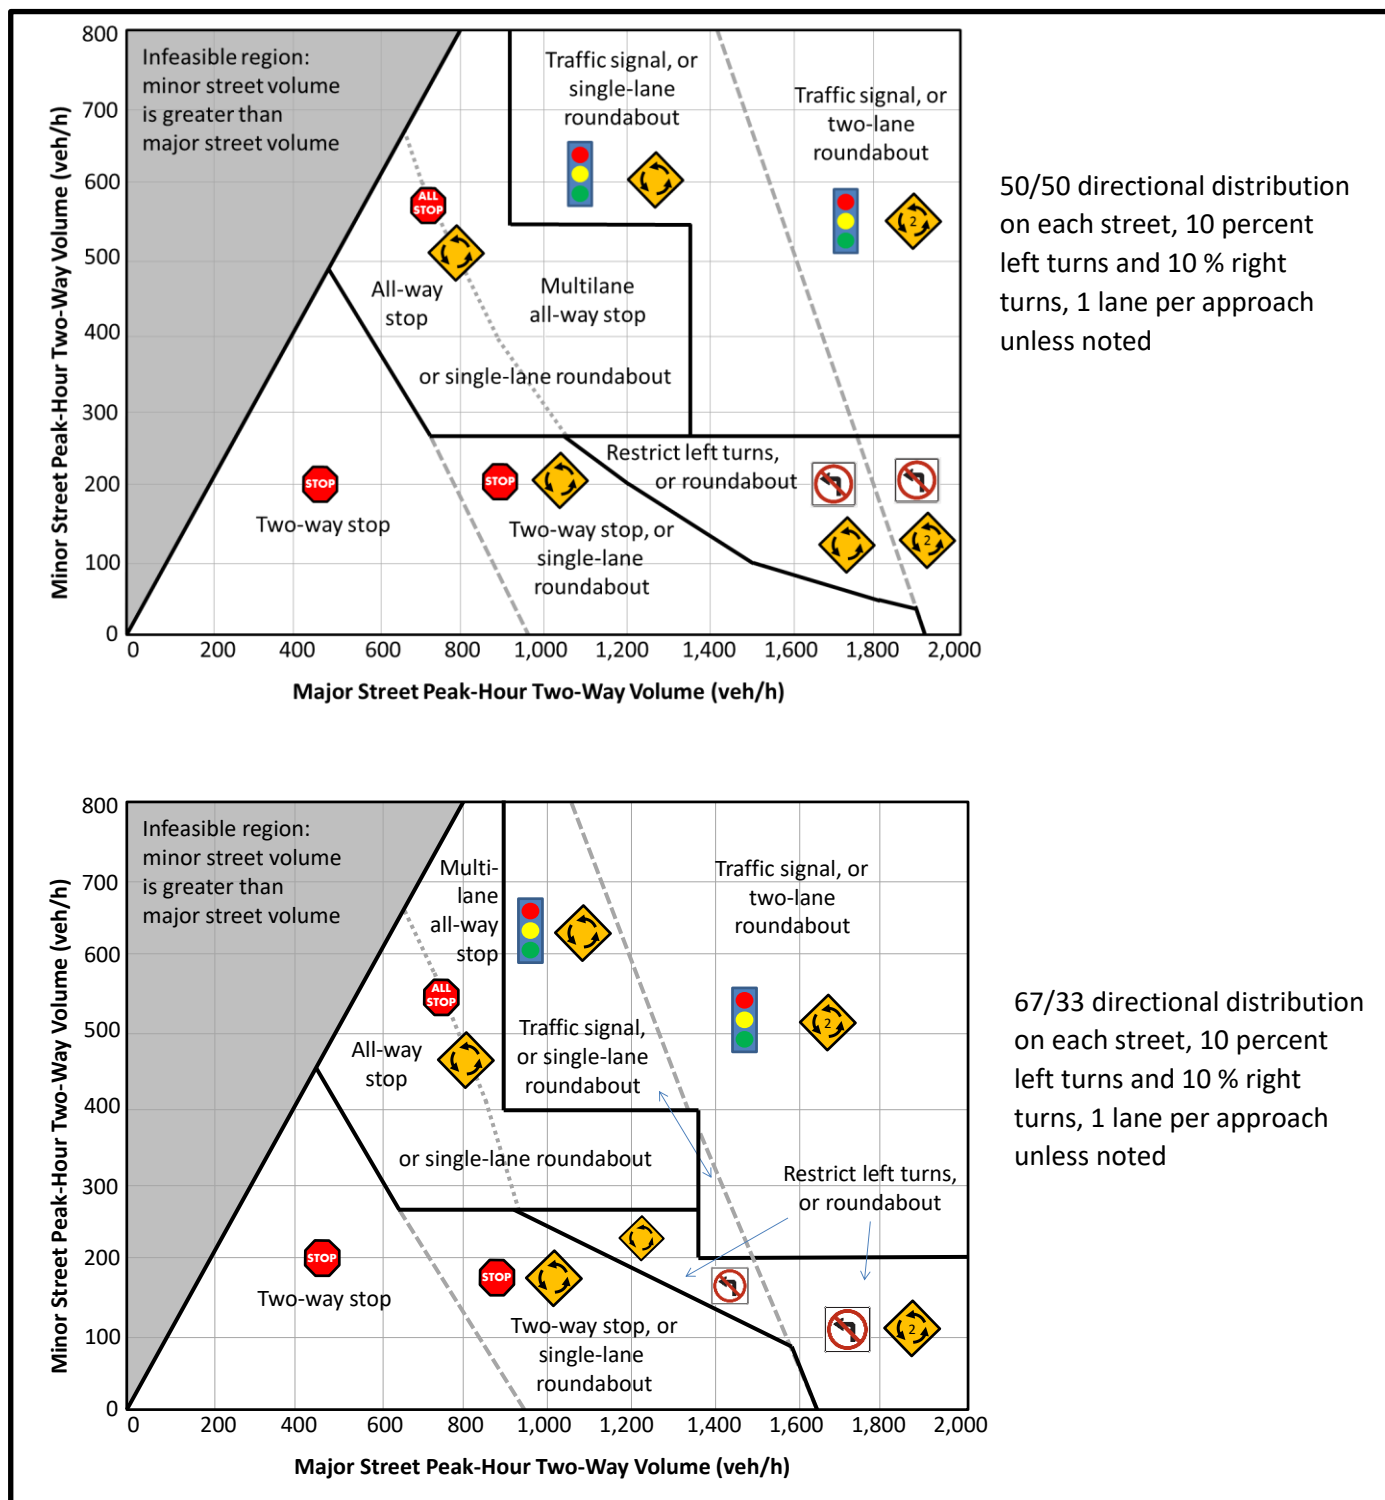 800
700
600
500
400
300
200
100
0
Minor Street Peak-Hour Two-Way Volume (veh/h)
Infeasible region:
minor street volume
is greater than
major street volume
Traffic signal, or
single-lane
roundabout
Traffic signal, or
two-lane
roundabout
2
ALL
STOP
All-way
stop
Multilane
all-way stop
or single-lane roundabout
Restrict left turns,
or roundabout
2
STOP
Two-way stop
STOP
Two-way stop, or
single-lane
roundabout
0 200 400 600 800 1,000 1,200 1,400 1,600 1,800 2,000
Major Street Peak-Hour Two-Way Volume (veh/h)
50/50 directional distribution
on each street, 10 percent
left turns and 10 % right
turns, 1 lane per approach
unless noted
800
700
600
500
400
300
200
100
0
Minor Street Peak-Hour Two-Way Volume (veh/h)
Infeasible region:
minor street volume
is greater than
major street volume
Multi-
lane
all-way
stop
Traffic signal, or
two-lane
roundabout
2
ALL
STOP
All-way
stop
Traffic signal,
or single-lane
roundabout
or single-lane roundabout
Restrict left turns,
or roundabout
2
STOP
Two-way stop
STOP
Two-way stop, or
single-lane
roundabout
0 200 400 600 800 1,000 1,200 1,400 1,600 1,800 2,000
Major Street Peak-Hour Two-Way Volume (veh/h)
67/33 directional distribution
on each street, 10 percent
left turns and 10 % right
turns, 1 lane per approach
unless noted